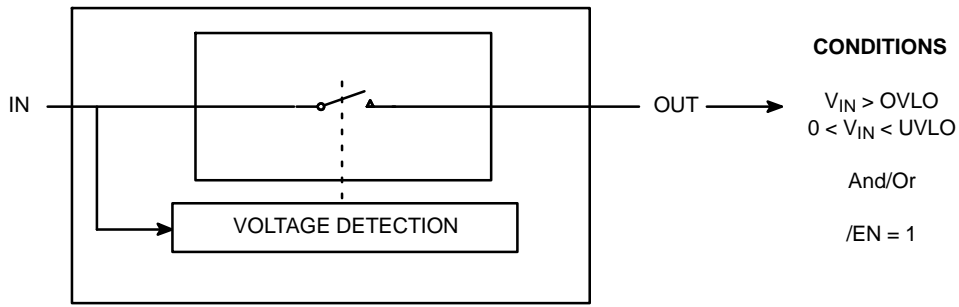 CONDITIONS
IN
OUT
V_IN > OVLO
0 < V_IN < UVLO
And/Or
VOLTAGE DETECTION
/EN = 1